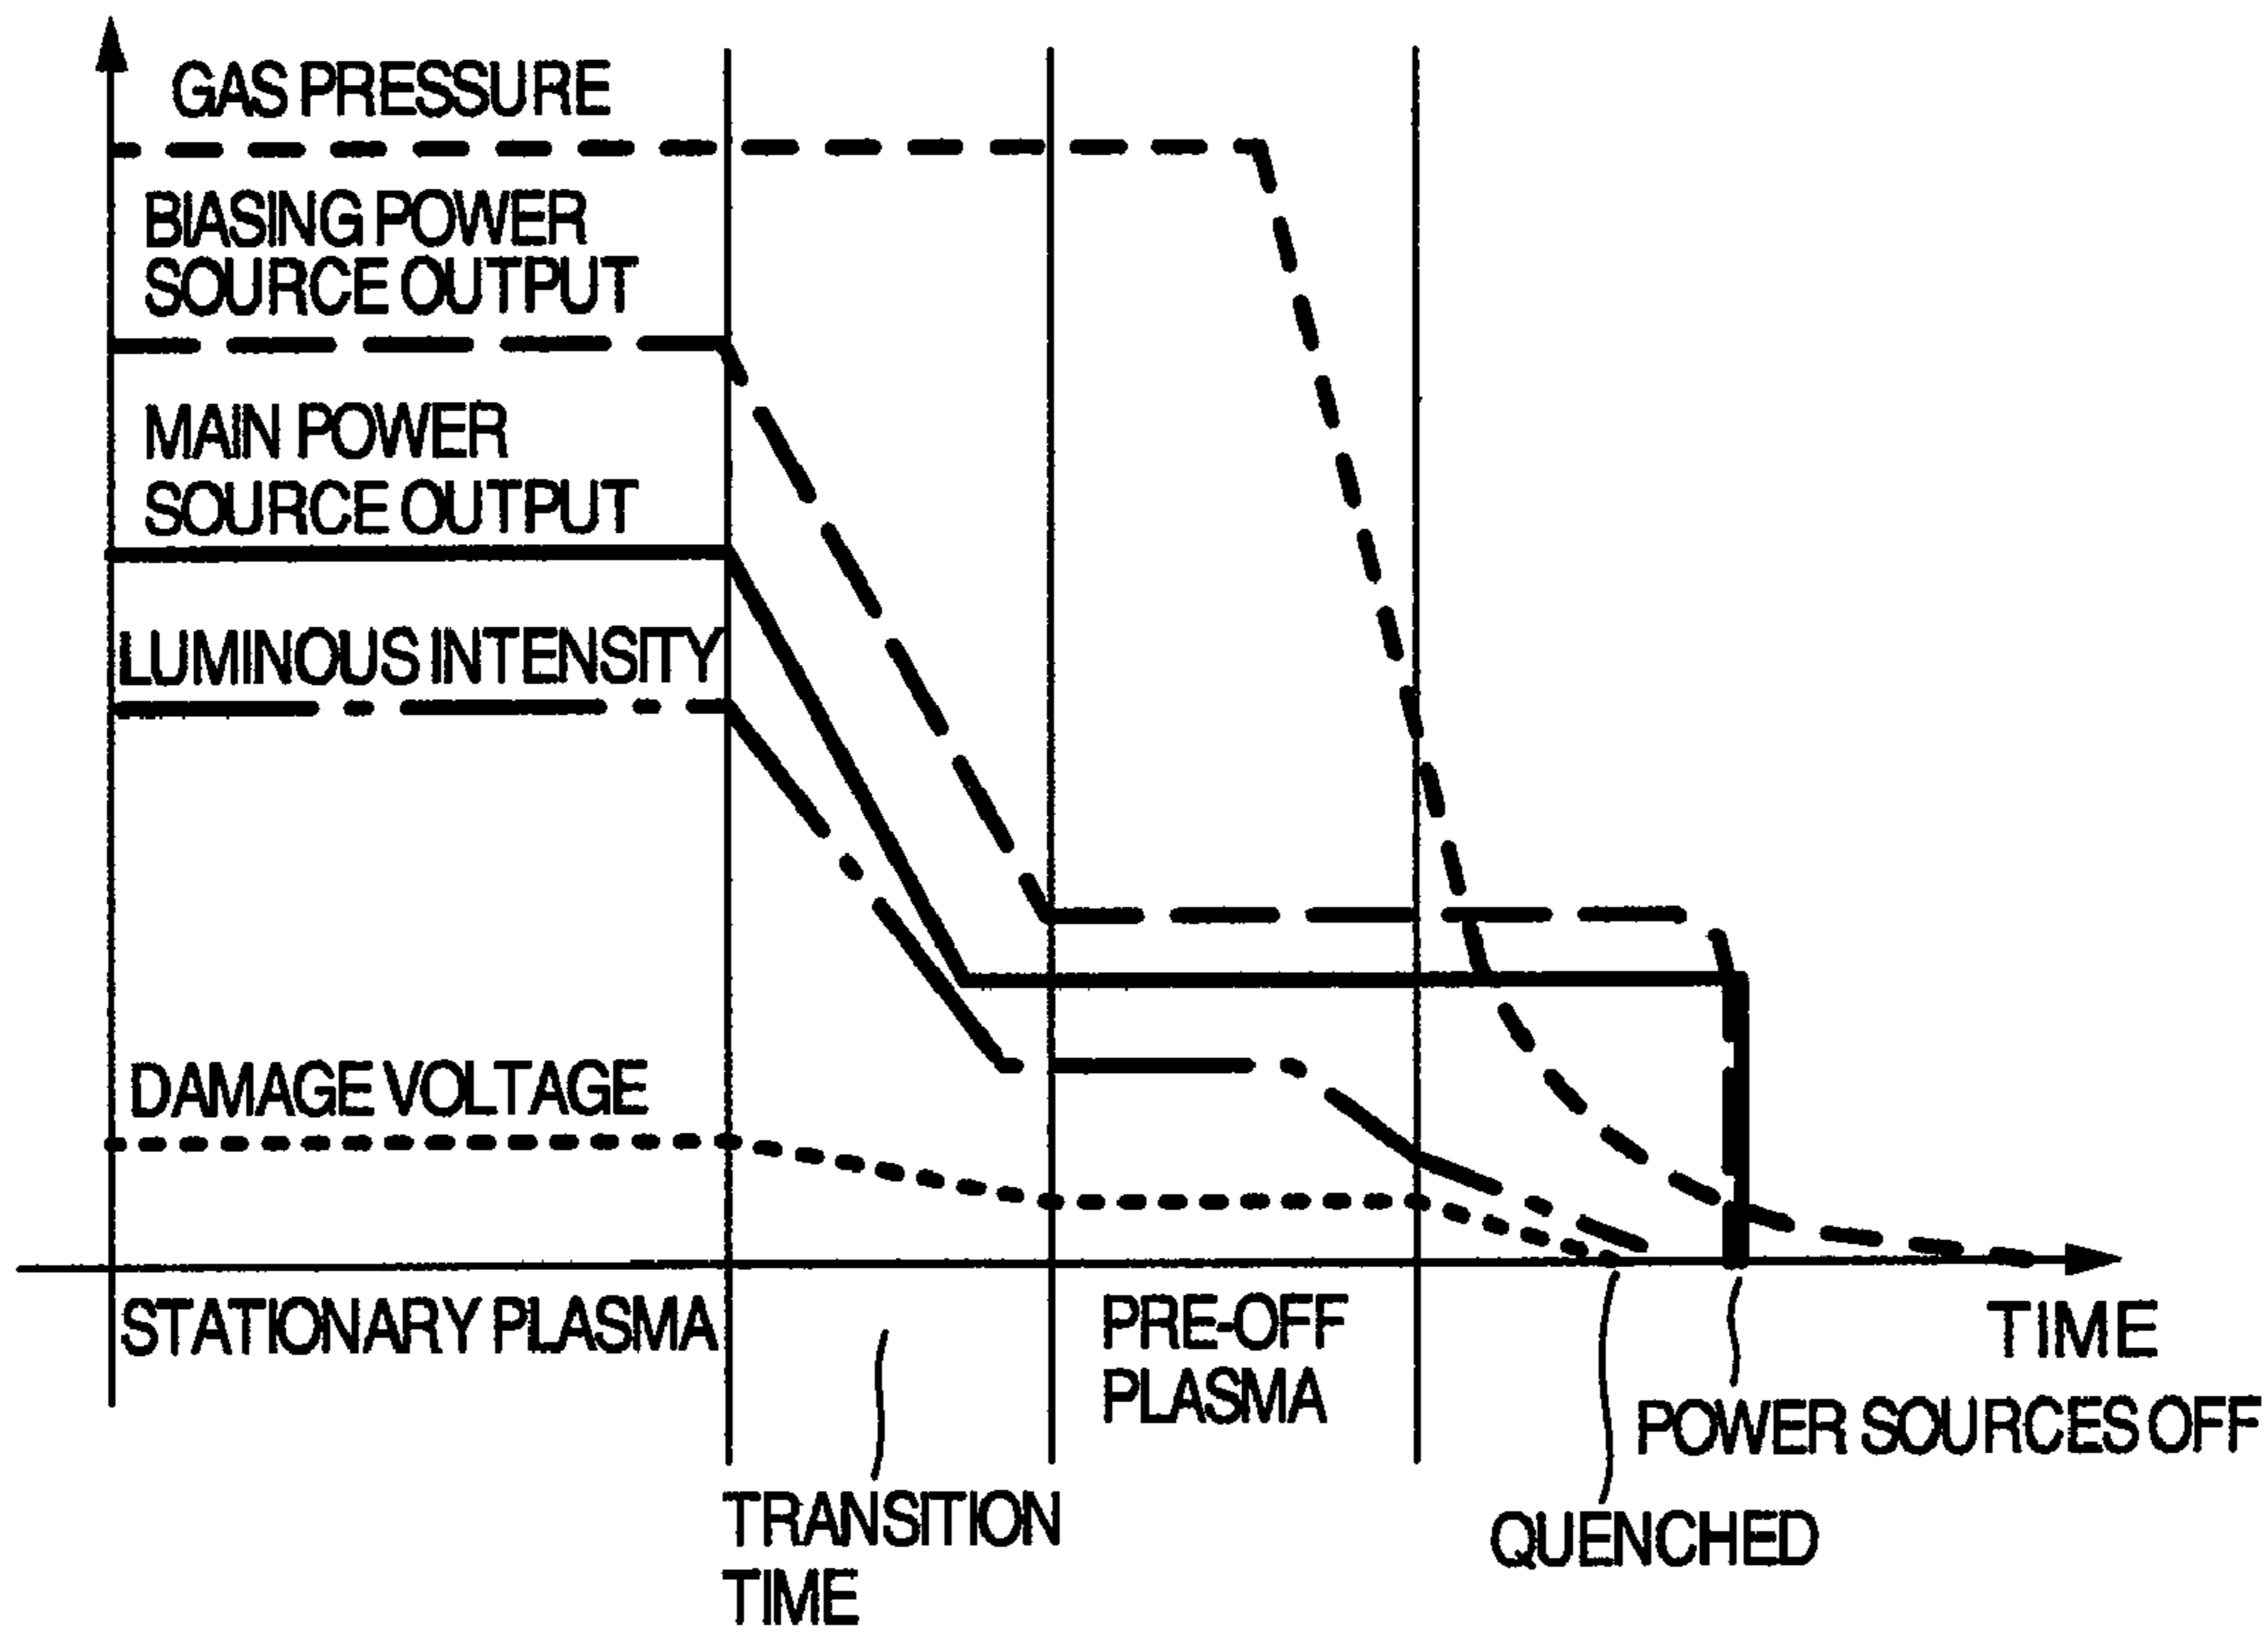 GAS PRESSURE
BIASING POWER
SOURCE OUTPUT
MAIN POWER
SOURCE OUTPUT
LUMINOUS INTENSITY
DAMAGE VOLTAGE
STATIONARY PLASMA
PRE-OFF
PLASMA
TIME
POWER SOURCES OFF
TRANSITION
TIME
QUENCHED